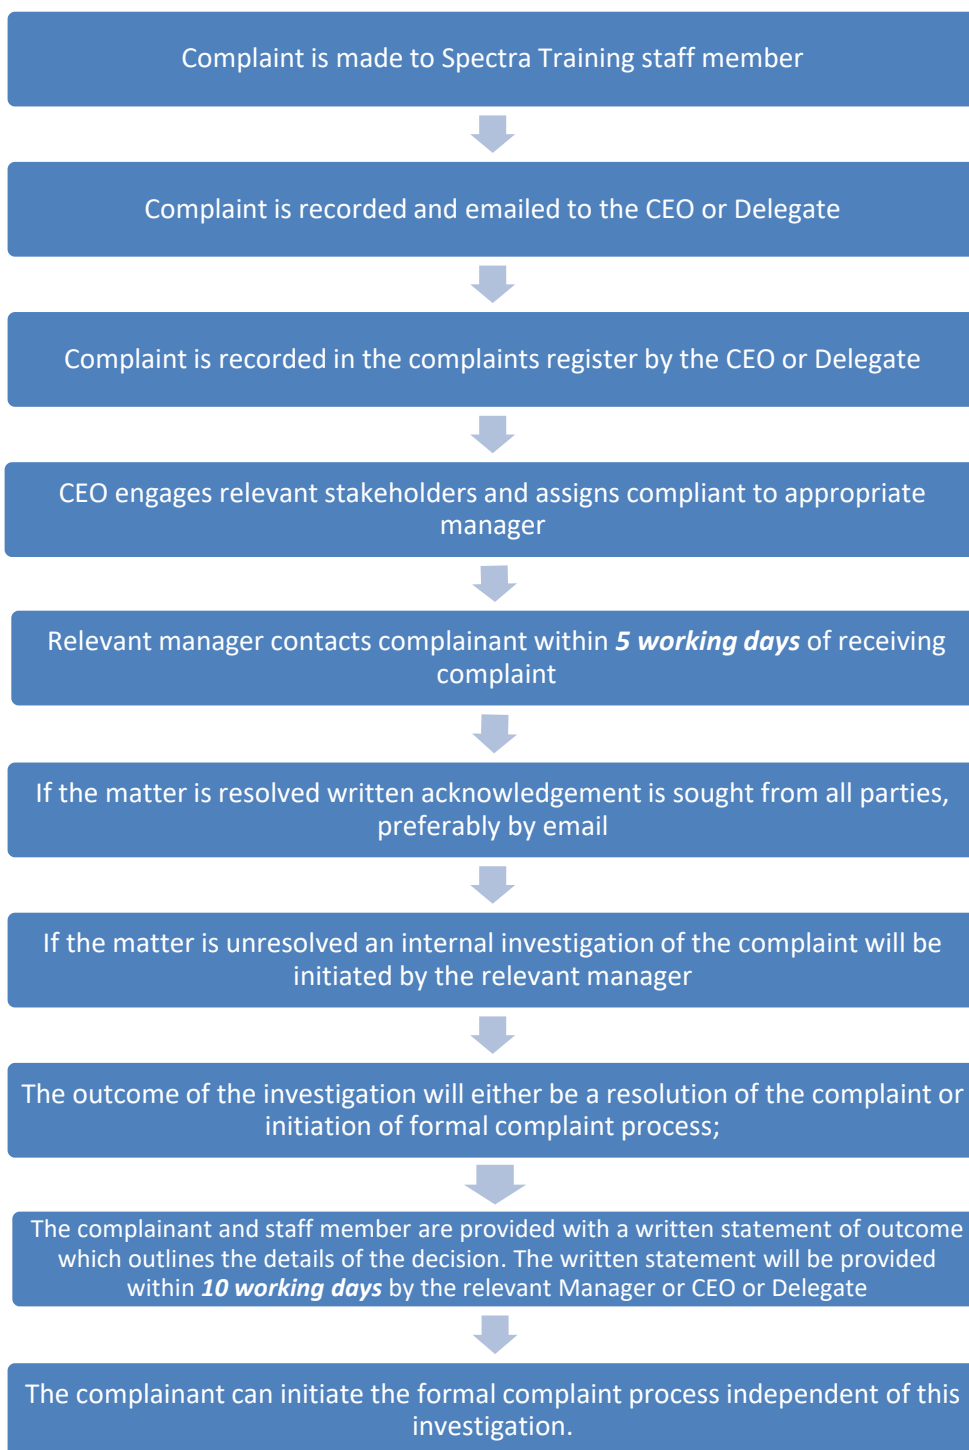 Complaint is made to Spectra Training staff member
Complaint is recorded and emailed to the CEO or Delegate
Complaint is recorded in the complaints register by the CEO or Delegate
CEO engages relevant stakeholders and assigns compliant to appropriate
manager
Relevant manager contacts complainant within 5 working days of receiving
complaint
If the matter is resolved written acknowledgement is sought from all parties,
preferably by email
If the matter is unresolved an internal investigation of the complaint will be
initiated by the relevant manager
The outcome of the investigation will either be a resolution of the complaint or
initiation of formal complaint process;
The complainant and staff member are provided with a written statement of outcome
which outlines the details of the decision. The written statement will be provided
within 10 working days by the relevant Manager or CEO or Delegate
The complainant can initiate the formal complaint process independent of this
investigation.